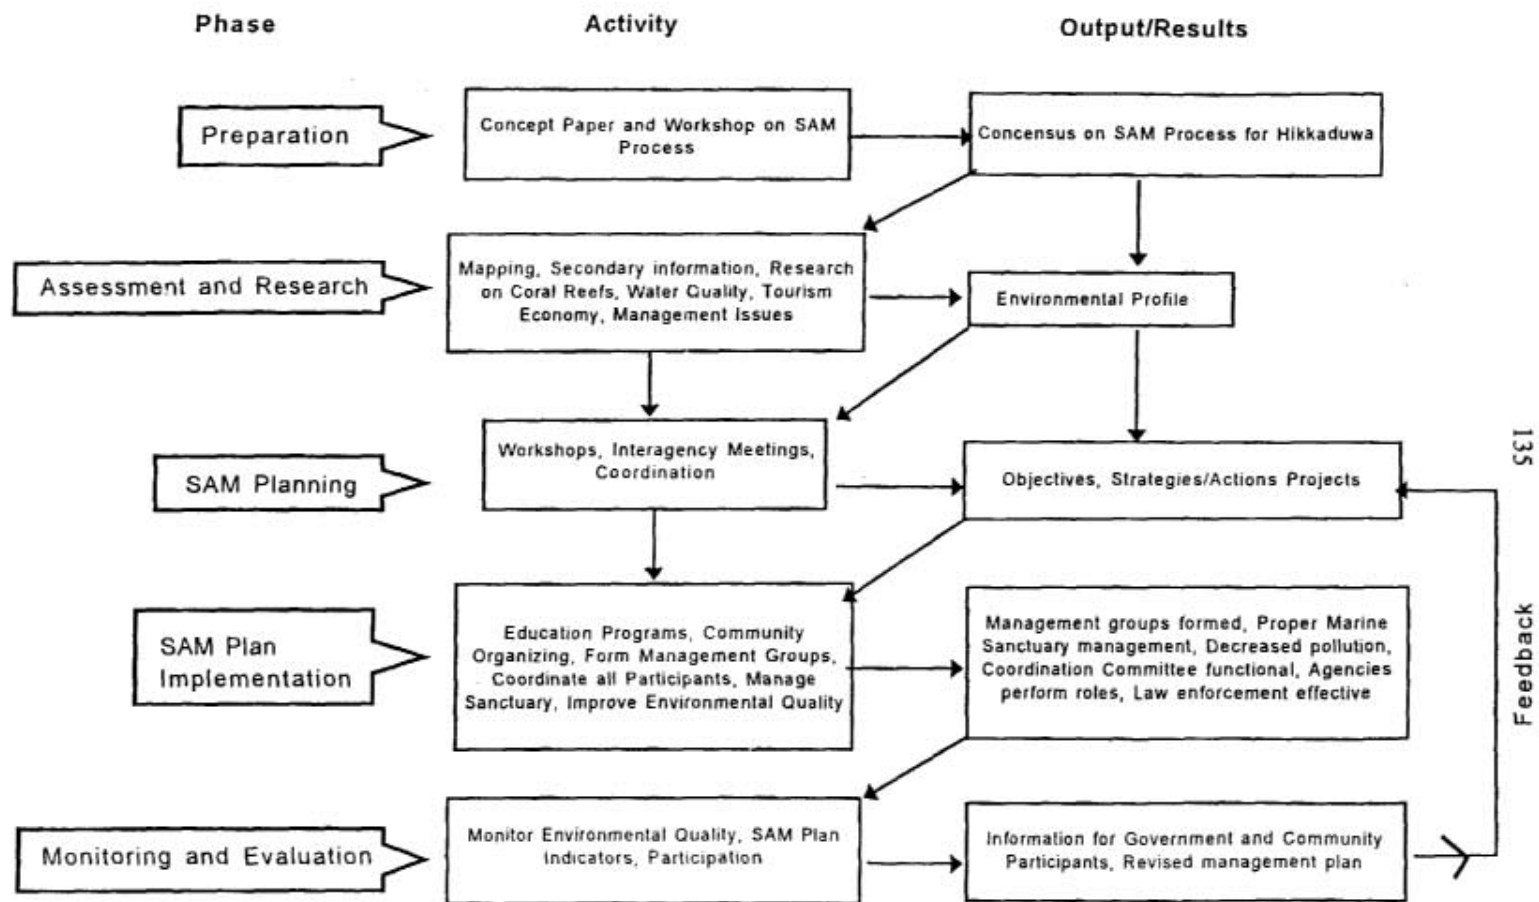 Phase
Activity
Output/Results
Preparation
Concept Paper and Workshop on SAM
Process
Concensus on SAM Process for Hikkaduwa
Assessment and Research
Mapping, Secondary information, Research
on Coral Reefs, Water Quality, Tourism
Economy, Management Issues
Environmental Profile
SAM Planning
Workshops, Interagency Meetings,
Coordination
Objectives, Strategies/Actions Projects
SAM Plan
Implementation
Education Programs, Community
Organizing, Form Management Groups,
Coordinate all Participants, Manage
Sanctuary, Improve Environmental Quality
Management groups formed, Proper Marine
Sanctuary management, Decreased pollution,
Coordination Committee functional, Agencies
perform roles, Law enforcement effective
Monitoring and Evaluation
Monitor Environmental Quality, SAM Plan
Indicators, Participation
Information for Government and Community
Participants, Revised management plan
Feedback
135